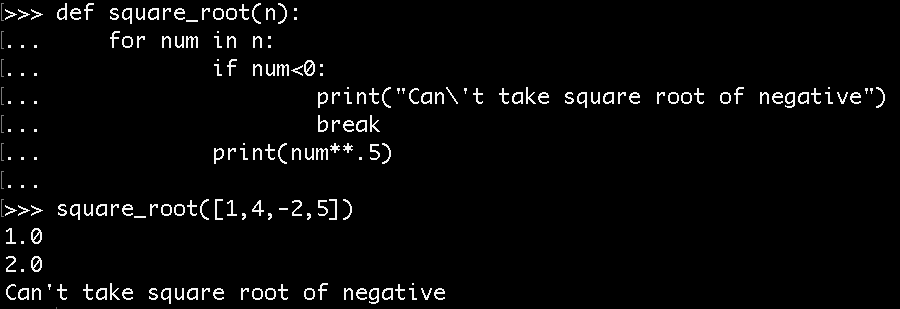 >>> def square_root(n):
...     for num in n:
...             if num<0:
...                     print("Can\'t take square root of negative")
...                     break
...             print(num**.5)
...
>>> square_root([1,4,-2,5])
1.0
2.0
Can't take square root of negative